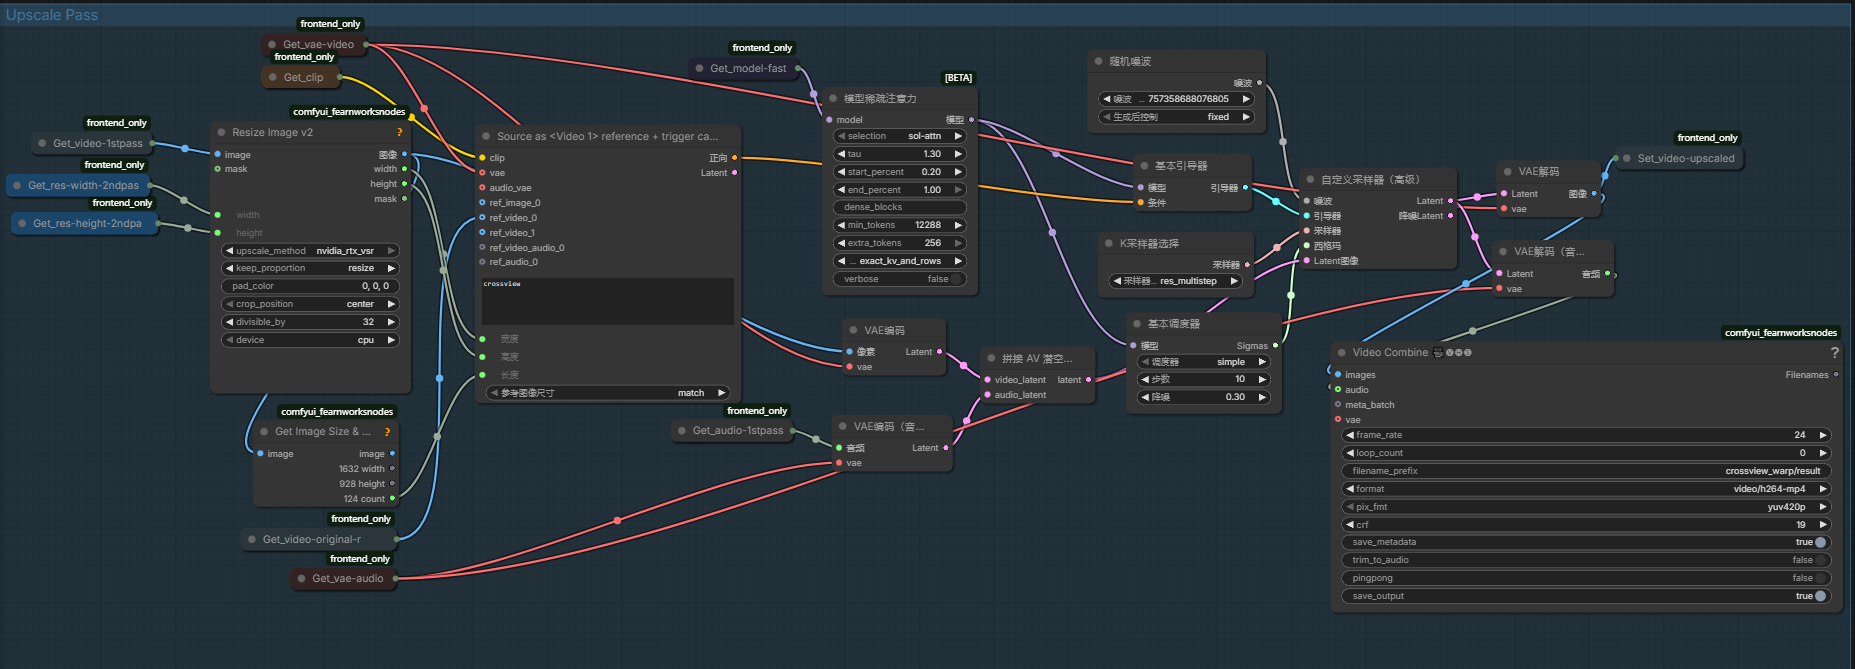 Upscale Pass
frontend_only
Get_vae-video
frontend_only
Get_clip
frontend_only
Get_video-1stpass
frontend_only
Get_res-width-2ndpas
frontend_only
Get_res-height-2ndpa
comfyui_fearnworksnodes
Resize Image v2
?
image
图像
mask
width
height
mask
width
height
upscale_method
nvidia_rtx_vsr
keep_proportion
resize
pad_color
0, 0, 0
crop_position
center
divisible_by
32
device
cpu
comfyui_fearnworksnodes
Get Image Size & ...
?
image
image
1632 width
928 height
124 count
frontend_only
Get_video-original-r
frontend_only
Get_vae-audio
Source as <Video 1> reference + trigger ca...
clip
正向
vae
Latent
audio_vae
ref_image_0
ref_video_0
ref_video_1
ref_video_audio_0
ref_audio_0
crossview
宽度
高度
长度
参考图像尺寸
match
frontend_only
Get_model-fast
[BETA]
模型稀疏注意力
model
模型
selection
sol-attn
tau
1.30
start_percent
0.20
end_percent
1.00
dense_blocks
min_tokens
12288
extra_tokens
256
... exact_kv_and_rows
verbose
false
VAE编码
像素
Latent
vae
frontend_only
Get_audio-1stpass
VAE编码（音...
音频
Latent
vae
拼接 AV 潜空...
video_latent
latent
audio_latent
随机噪波
噪波
噪波 ..
757358688076805
生成后控制
fixed
基本引导器
模型
引导器
条件
K采样器选择
采样器
采样器...
res_multistep
基本调度器
模型
Sigmas
调度器
simple
步数
10
降噪
0.30
自定义采样器（高级）
噪波
Latent
引导器
降噪Latent
采样器
西格玛
Latent图像
VAE解码
Latent
图像
vae
VAE解码（音...
Latent
音频
vae
frontend_only
Set_video-upscaled
comfyui_fearnworksnodes
Video Combine 🎥🅥🅗🅢
?
images
Filenames
audio
meta_batch
vae
frame_rate
24
loop_count
0
filename_prefix
crossview_warp/result
format
video/h264-mp4
pix_fmt
yuv420p
crf
19
save_metadata
true
trim_to_audio
false
pingpong
false
save_output
true